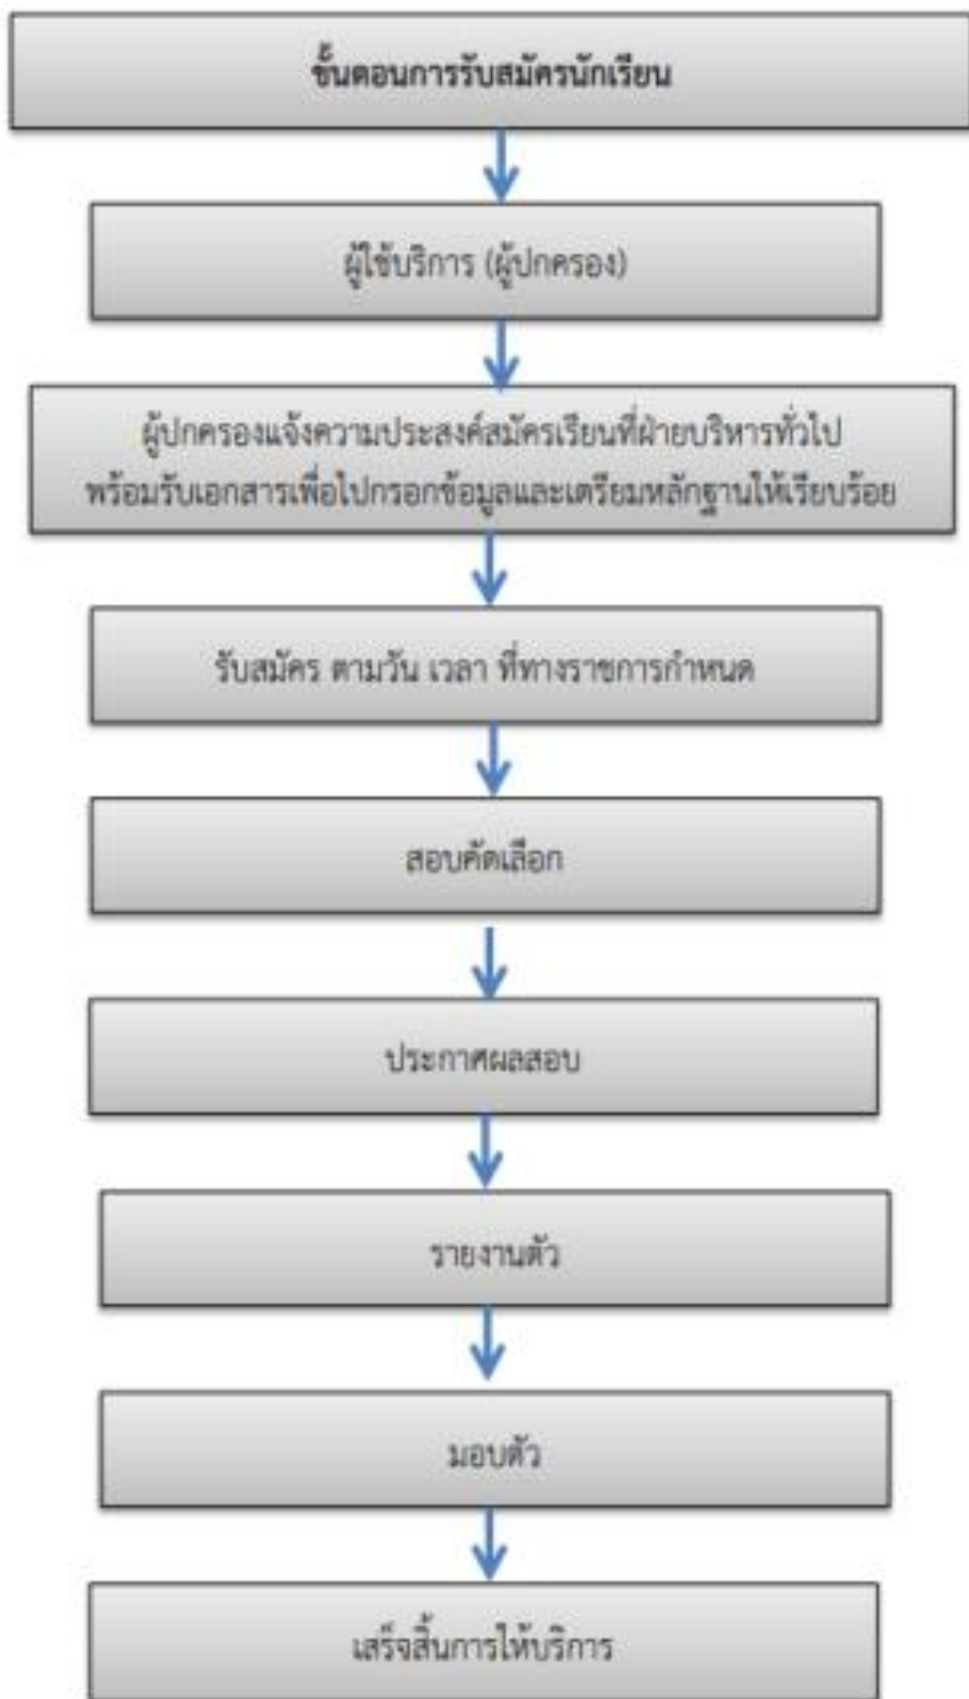 ขั้นตอนการรับสมัครนักเรียน
ผู้ใช้บริการ (ผู้ปกครอง)
ผู้ปกครองแจ้งความประสงค์สมัครเรียนที่ฝ่ายบริหารทั่วไป
พร้อมรับเอกสารเพื่อไปกรอกข้อมูลและเตรียมหลักฐานให้เรียบร้อย
รับสมัคร ตามวัน เวลา ที่ทางราชการกำหนด
สอบคัดเลือก
ประกาศผลสอบ
รายงานตัว
มอบตัว
เสร็จสิ้นการให้บริการ